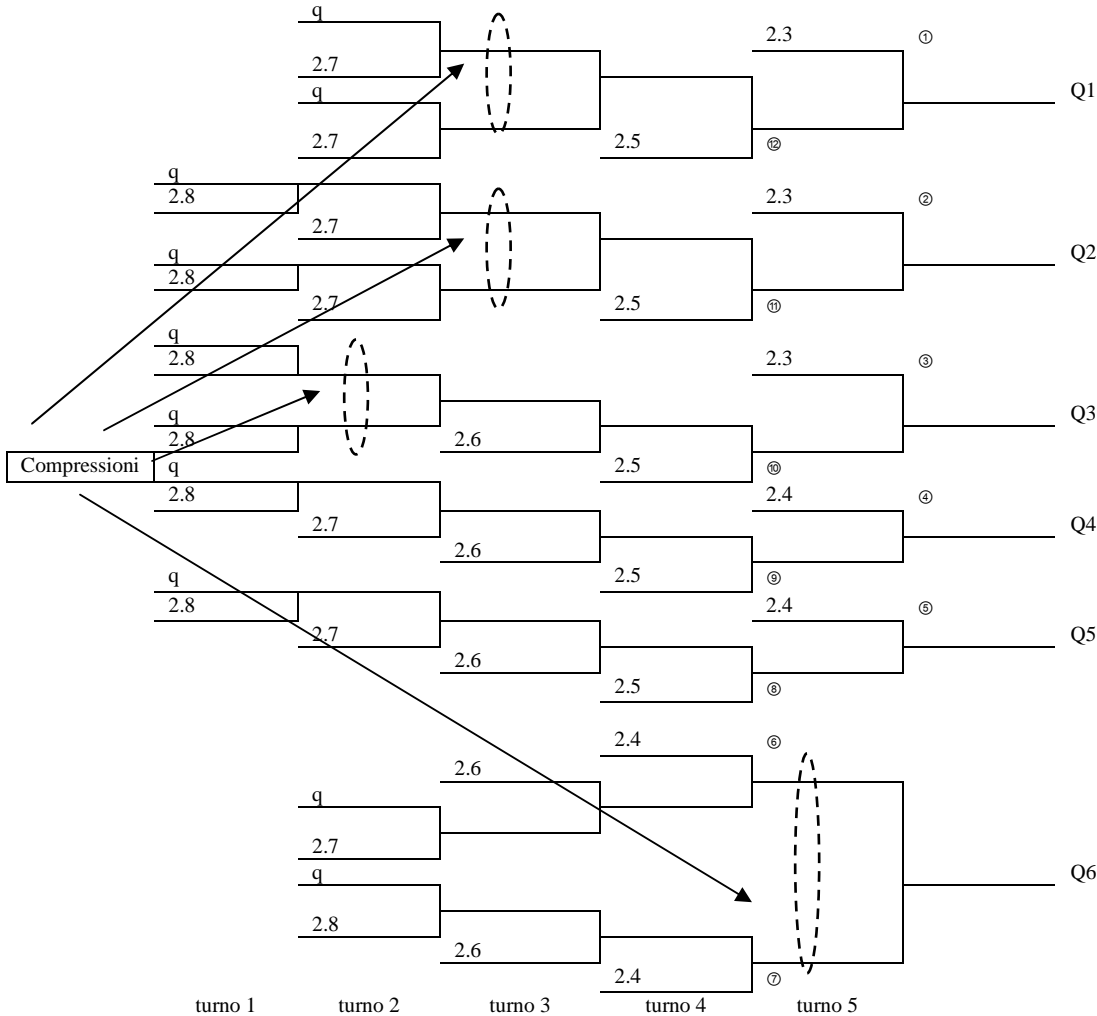 q
2.3 ①
2.7
q
Q1
2.7 2.5 ⑫
q
2.8 2.3 ②
2.7
q
2.8 Q2
2.7 2.5 ⑪
q
2.8 2.3 ③
q
2.8 2.6 Q3
Compressioni q 2.5 ⑩
2.8 2.4 ④
2.7 Q4
2.6
q 2.5 ⑨
2.8 2.4 ⑤
2.7 Q5
2.6
2.5 ⑧
2.4 ⑥
2.6
q
2.7
q Q6
2.8
2.6
2.4 ⑦
turno 1 turno 2 turno 3 turno 4 turno 5